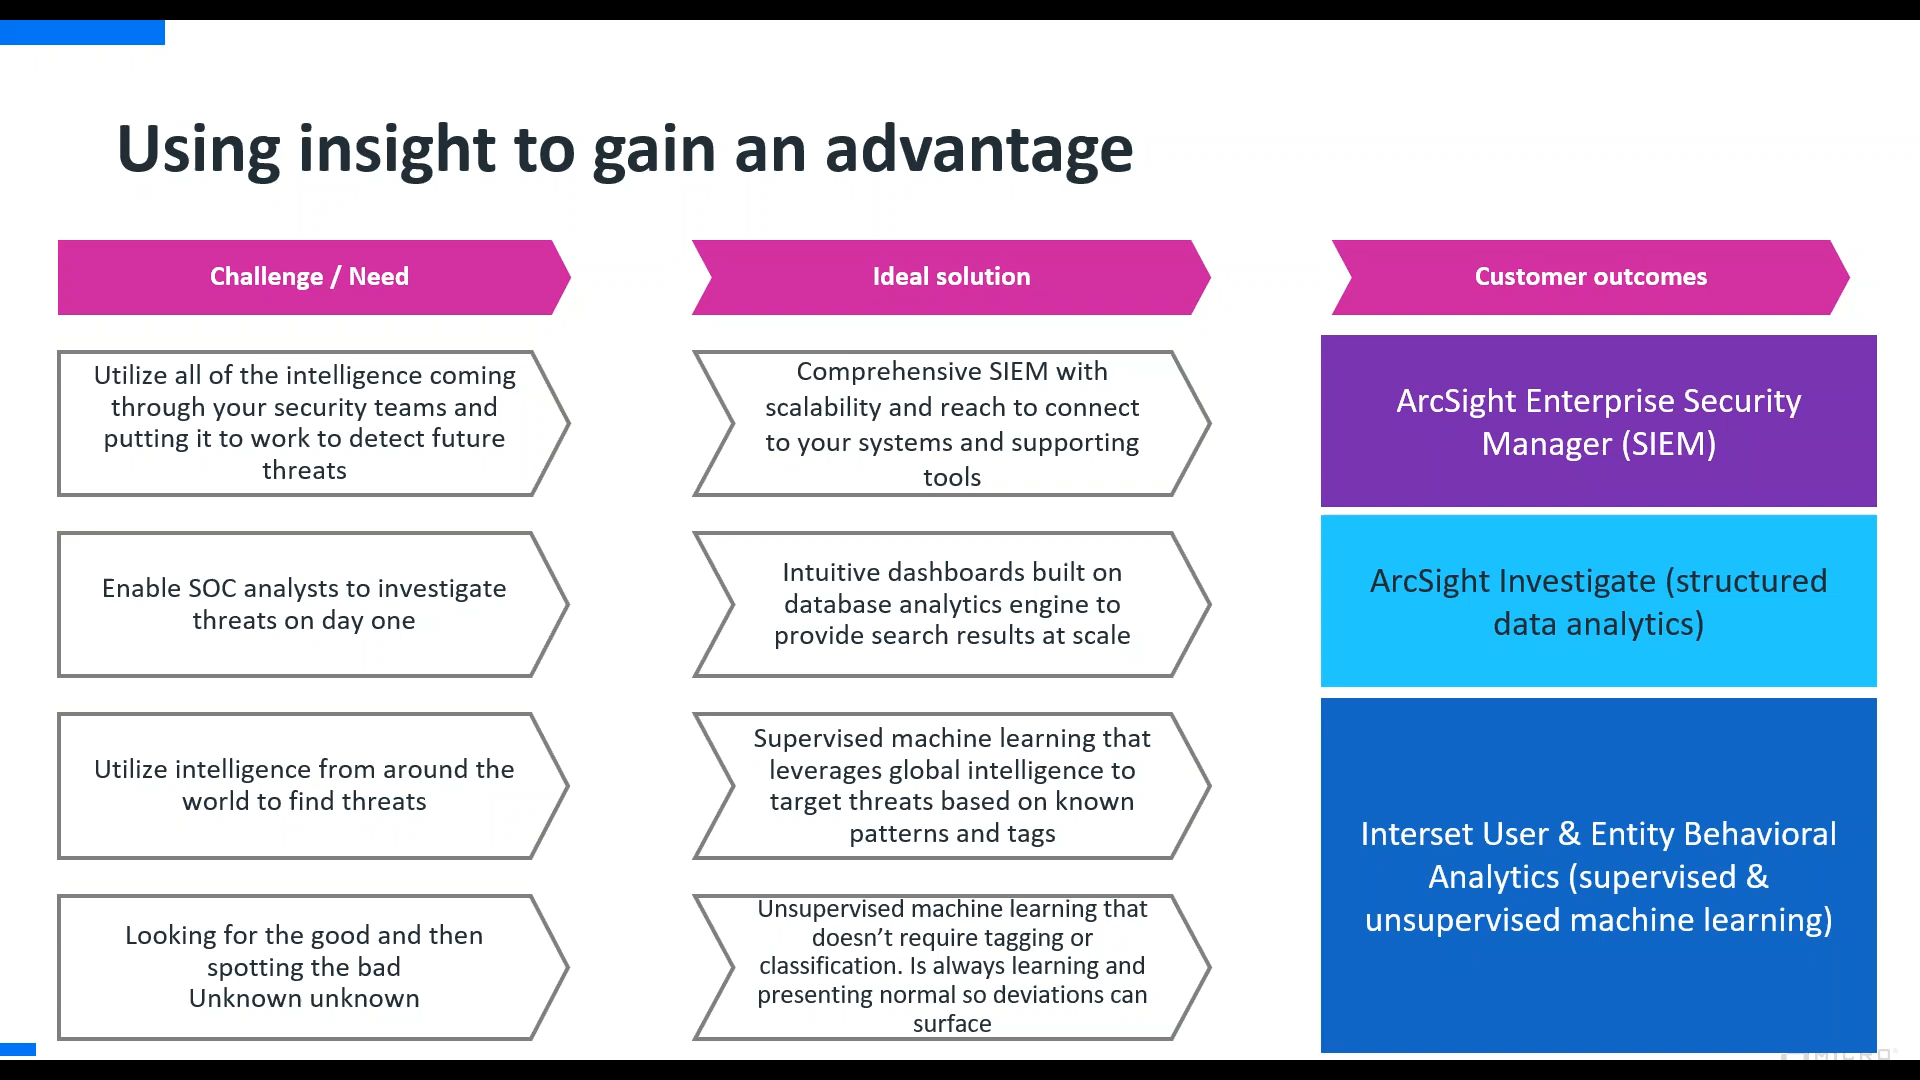 Using insight to gain an advantage
Challenge / Need
Ideal solution
Customer outcomes
Utilize all of the intelligence coming
through your security teams and
putting it to work to detect future
threats
Comprehensive SIEM with
scalability and reach to connect
to your systems and supporting
tools
ArcSight Enterprise Security
Manager (SIEM)
Enable SOC analysts to investigate
threats on day one
Intuitive dashboards built on
database analytics engine to
provide search results at scale
ArcSight Investigate (structured
data analytics)
Utilize intelligence from around the
world to find threats
Supervised machine learning that
leverages global intelligence to
target threats based on known
patterns and tags
Interset User & Entity Behavioral
Analytics (supervised &
unsupervised machine learning)
Looking for the good and then
spotting the bad
Unknown unknown
Unsupervised machine learning that
doesn’t require tagging or
classification. Is always learning and
presenting normal so deviations can
surface